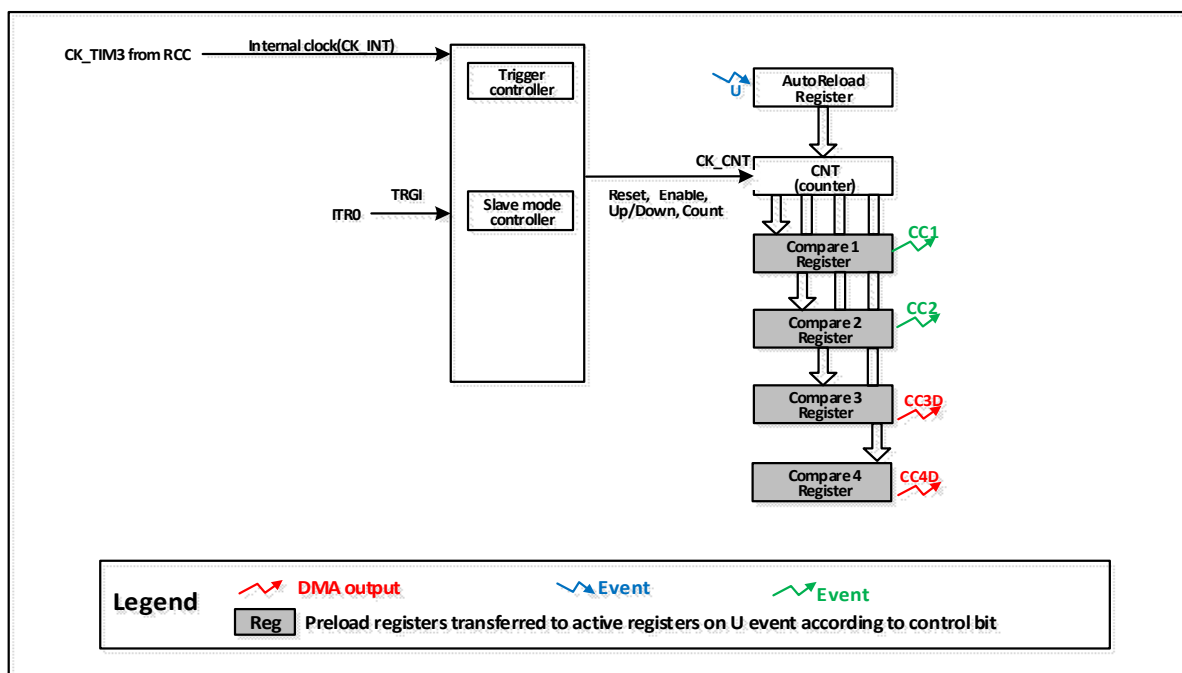 CK_TIM3 from RCC
Internal clock(CK_INT)
Trigger
controller
U
AutoReload
Register
CK_CNT
CNT
(counter)
Reset, Enable,
Up/Down, Count
TRGI
ITR0
Slave mode
controller
Compare 1
Register
CC1
Compare 2
Register
CC2
Compare 3
Register
CC3D
Compare 4
Register
CC4D
Legend
DMA output
Event
Event
Reg
Preload registers transferred to active registers on U event according to control bit